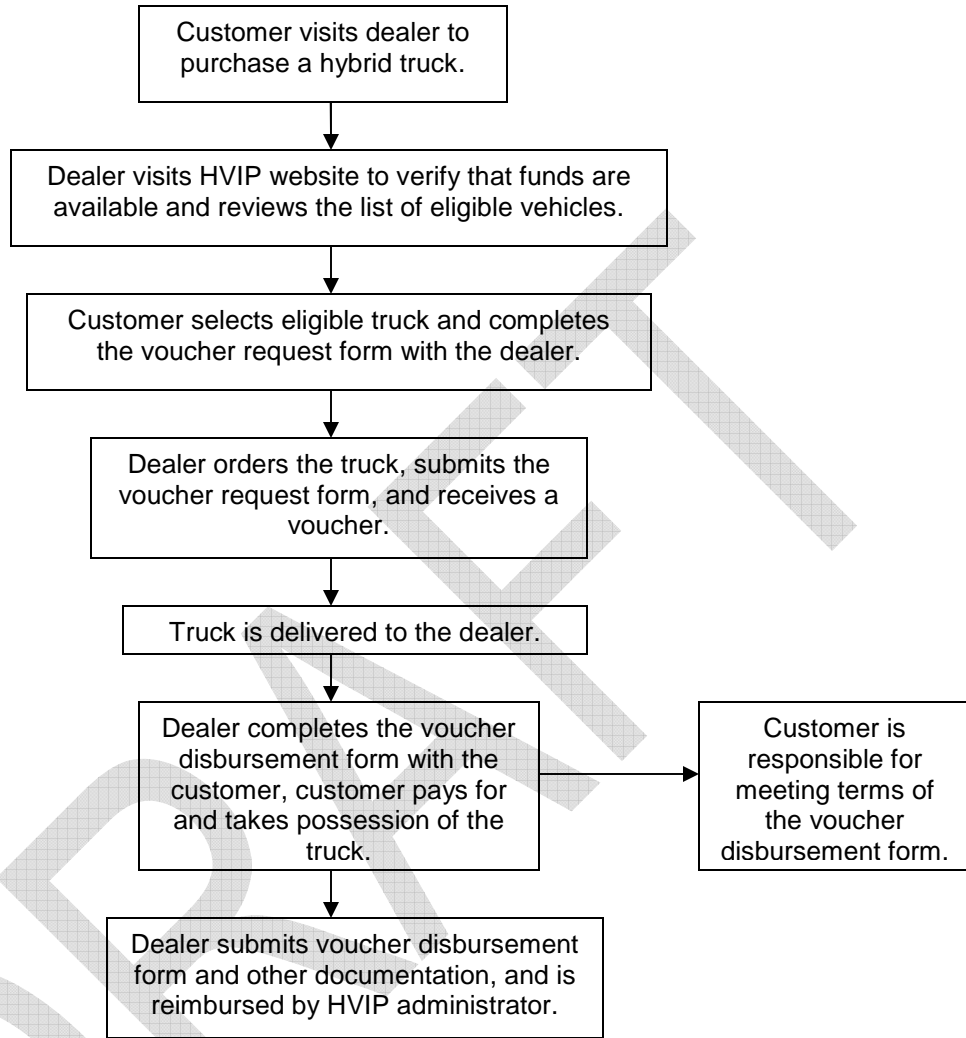 Customer visits dealer to
purchase a hybrid truck.
Dealer visits HVIP website to verify that funds are
available and reviews the list of eligible vehicles.
Customer selects eligible truck and completes
the voucher request form with the dealer.
Dealer orders the truck, submits the
voucher request form, and receives a
voucher.
Truck is delivered to the dealer.
Dealer completes the voucher
disbursement form with the
customer, customer pays for
and takes possession of the
truck.
Customer is
responsible for
meeting terms of
the voucher
disbursement form.
Dealer submits voucher disbursement
form and other documentation, and is
reimbursed by HVIP administrator.
DRAFT